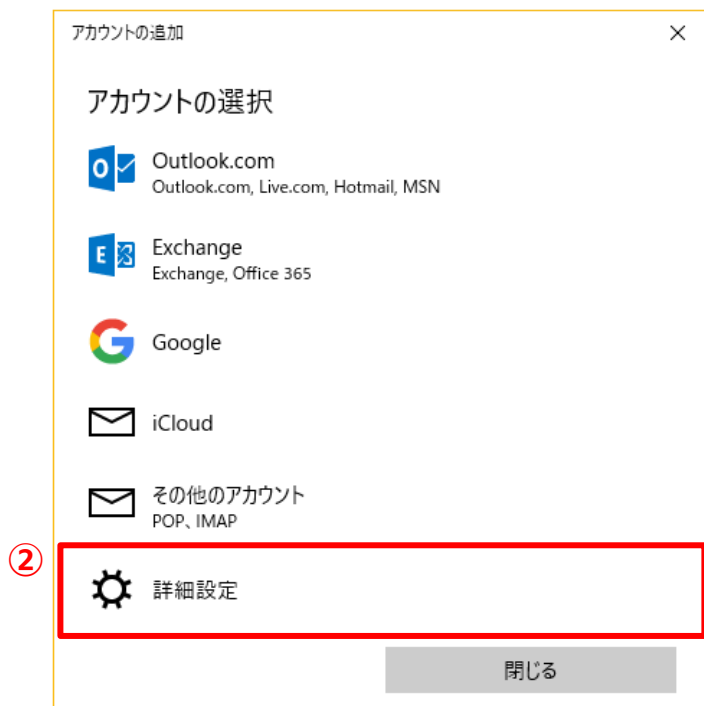 アカウントの追加
アカウントの選択
Outlook.com
Outlook.com, Live.com, Hotmail, MSN
Exchange
Exchange, Office 365
Google
iCloud
その他のアカウント
POP、IMAP
②
詳細設定
閉じる